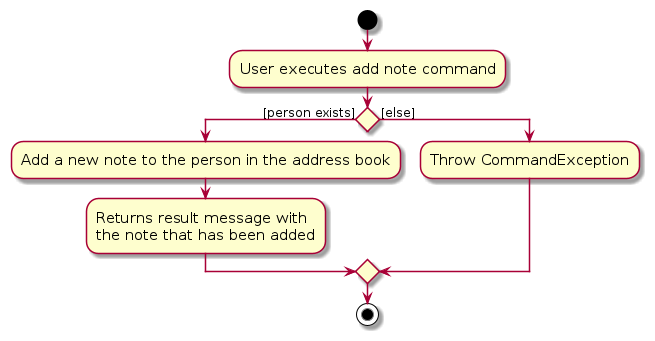 User executes add note command
[person exists]
[else]
Add a new note to the person in the address book
Throw CommandException
Returns result message with
the note that has been added